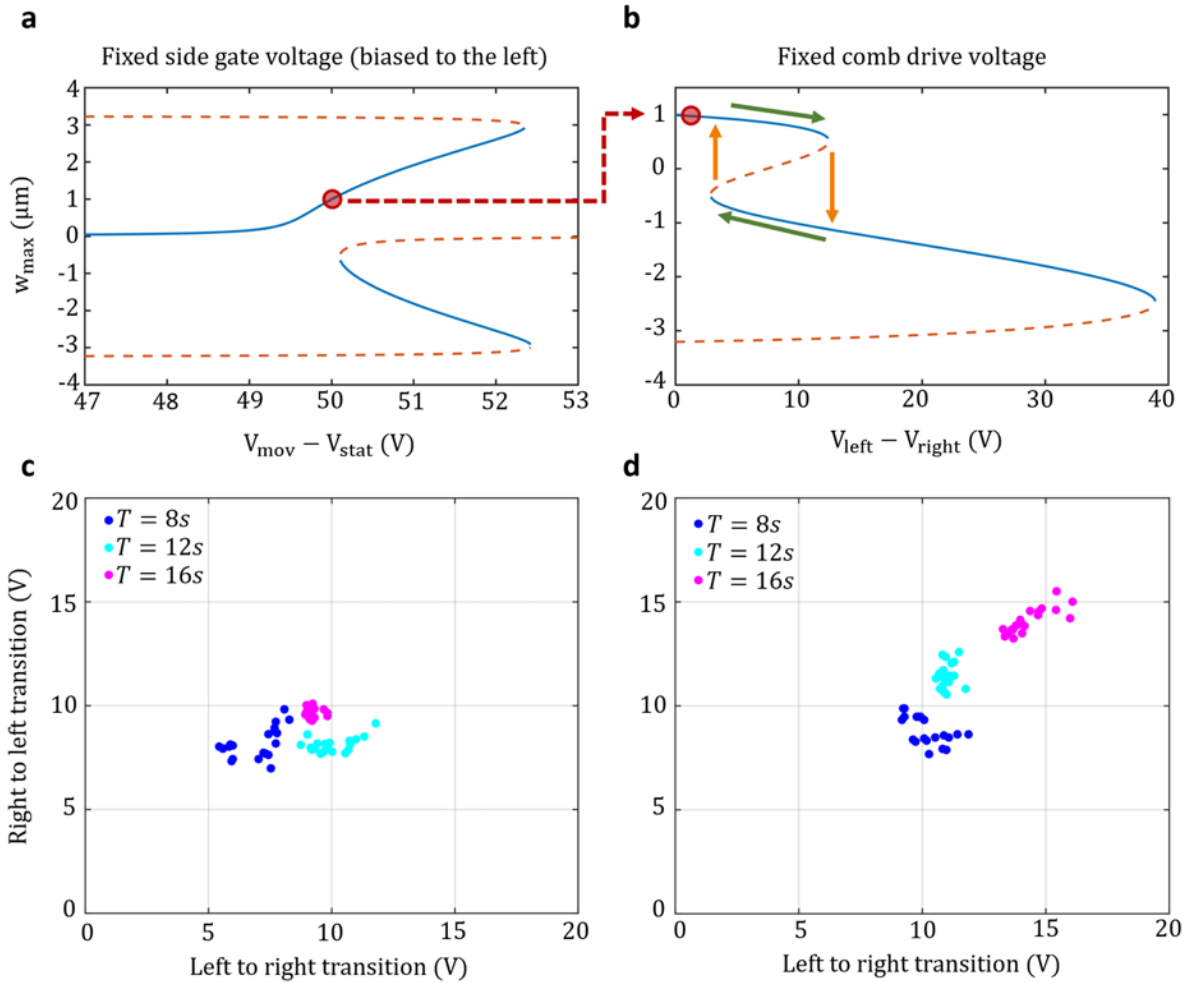 a
Fixed side gate voltage (biased to the left)
4
3
2
1
0
-1
-2
-3
-4
w_max (μm)
47 48 49 50 51 52 53
V_mov − V_stat (V)
b
Fixed comb drive voltage
1
0
-1
-2
-3
-4
0 10 20 30 40
V_left − V_right (V)
c
20
15
10
5
0
Right to left transition (V)
T = 8s
T = 12s
T = 16s
0 5 10 15 20
Left to right transition (V)
d
20
15
10
5
0
T = 8s
T = 12s
T = 16s
0 5 10 15 20
Left to right transition (V)